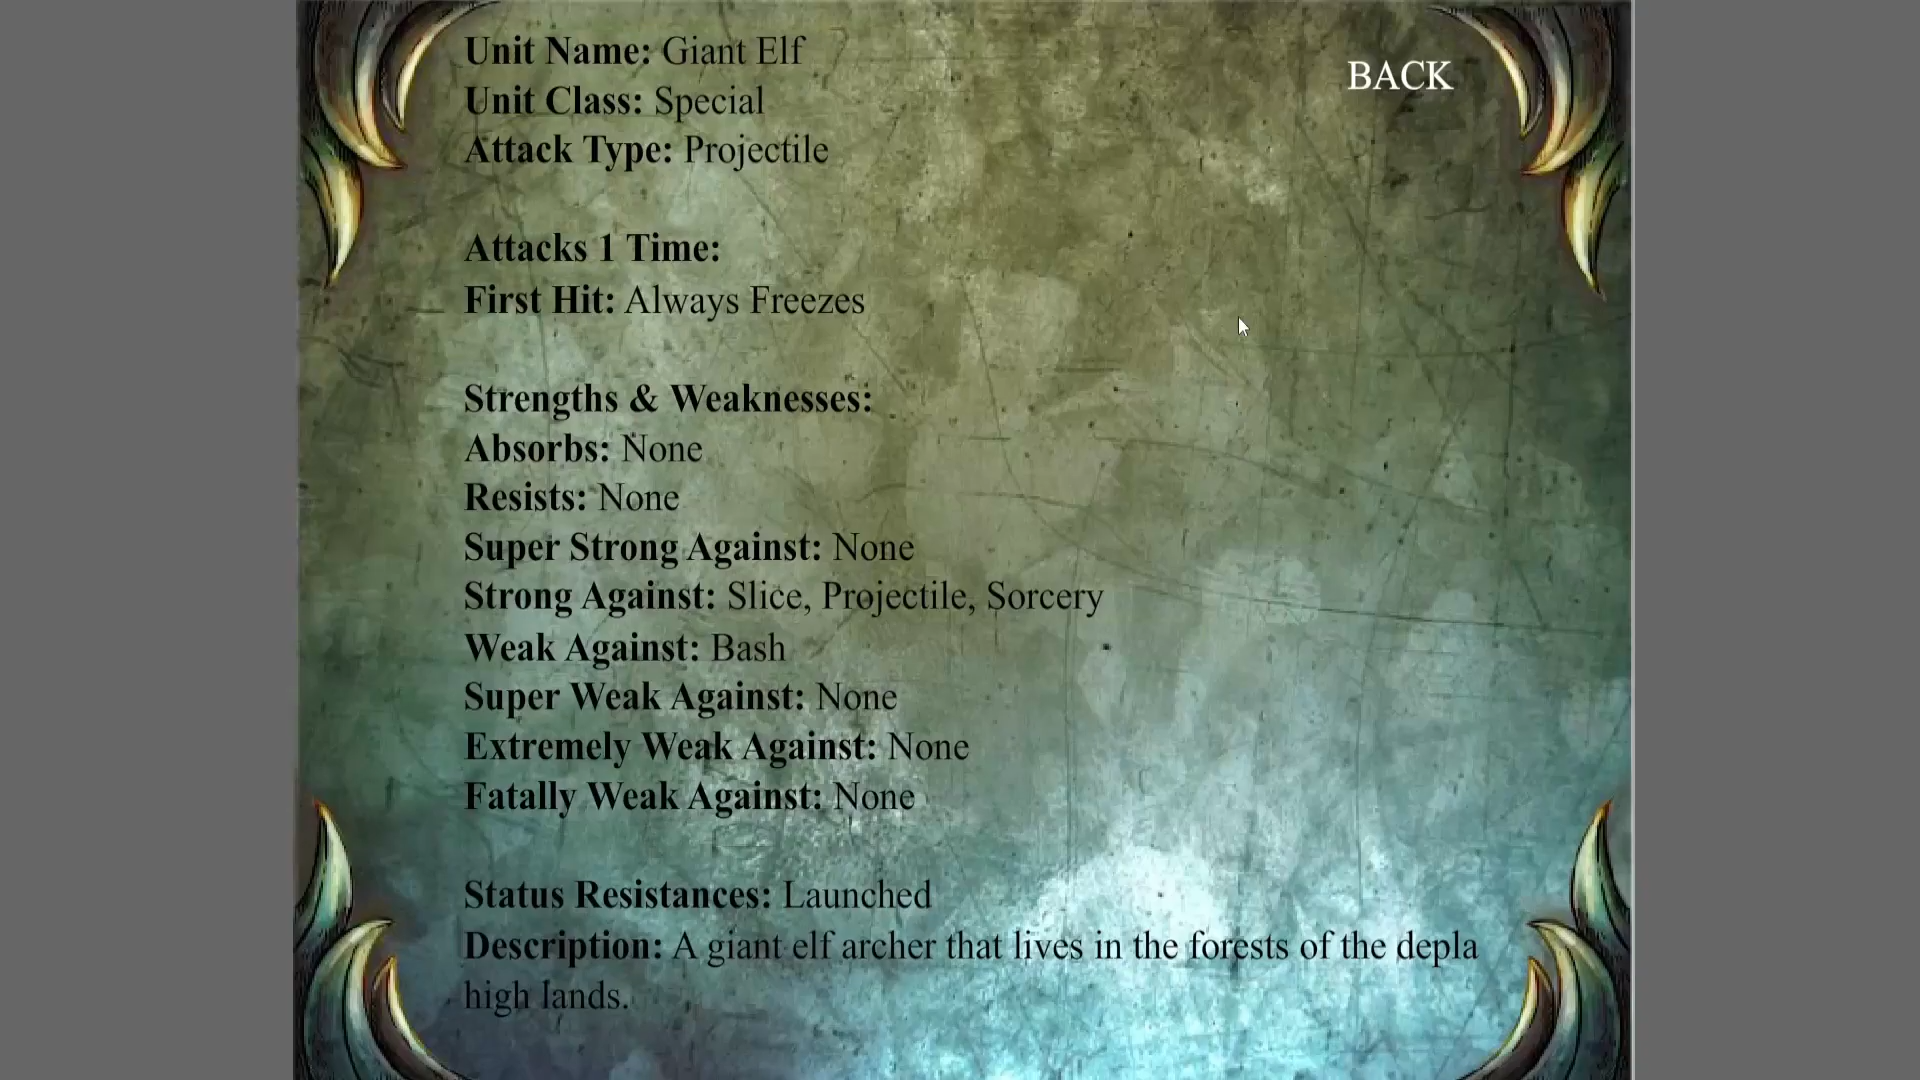 Unit Name: Giant Elf
BACK
Unit Class: Special
Attack Type: Projectile
Attacks 1 Time:
First Hit: Always Freezes
Strengths & Weaknesses:
Absorbs: None
Resists: None
Super Strong Against: None
Strong Against: Slice, Projectile, Sorcery
Weak Against: Bash
Super Weak Against: None
Extremely Weak Against: None
Fatally Weak Against: None
Status Resistances: Launched
Description: A giant elf archer that lives in the forests of the depla
high lands.